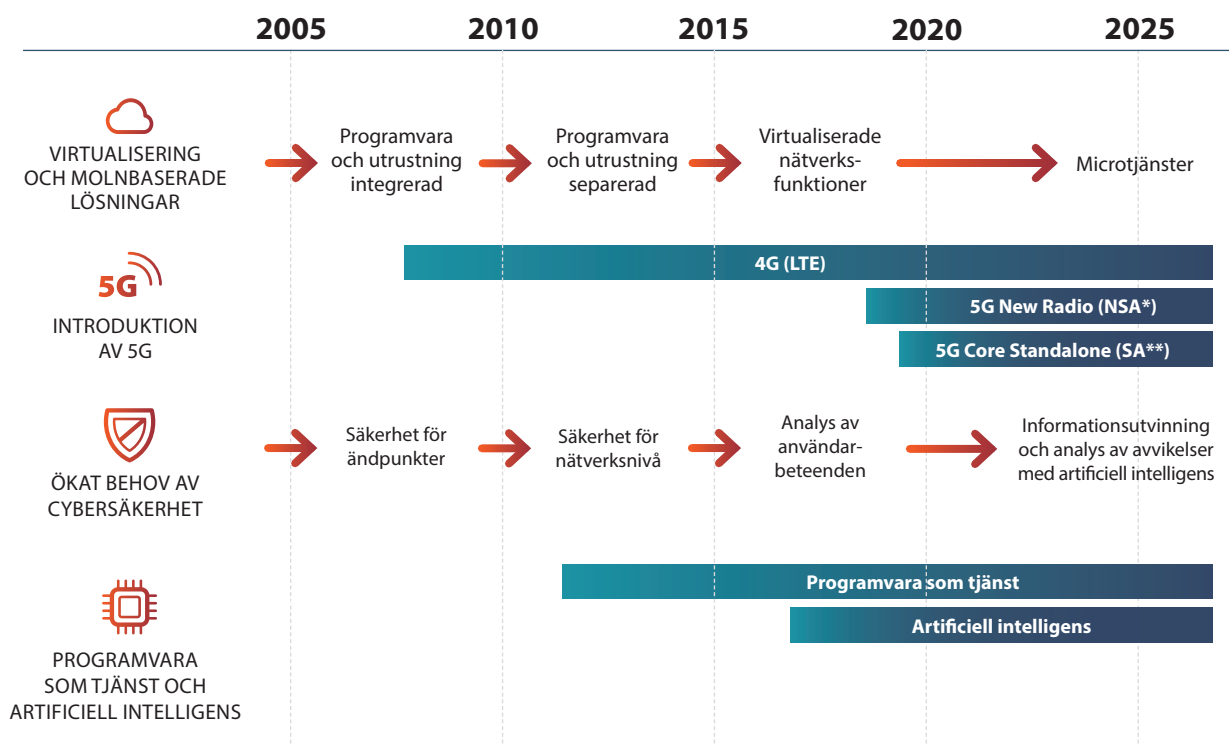 2005 2010 2015 2020 2025
VIRTUALISERING
OCH MOLNBASERADE
LÖSNINGAR
Programvara
och utrustning
integrerad
Programvara
och utrustning
separerad
Virtualiserade
nätverks-
funktioner
Microtjänster
5G
INTRODUKTION
AV 5G
4G (LTE)
5G New Radio (NSA*)
5G Core Standalone (SA**)
ÖKAT BEHOV AV
CYBERSÄKERHET
Säkerhet för
ändpunkter
Säkerhet för
nätverksnivå
Analys av
användar-
beteenden
Informationsutvinning
och analys av avvikelser
med artificiell intelligens
PROGRAMVARA
SOM TJÄNST OCH
ARTIFICIELL INTELLIGENS
Programvara som tjänst
Artificiell intelligens